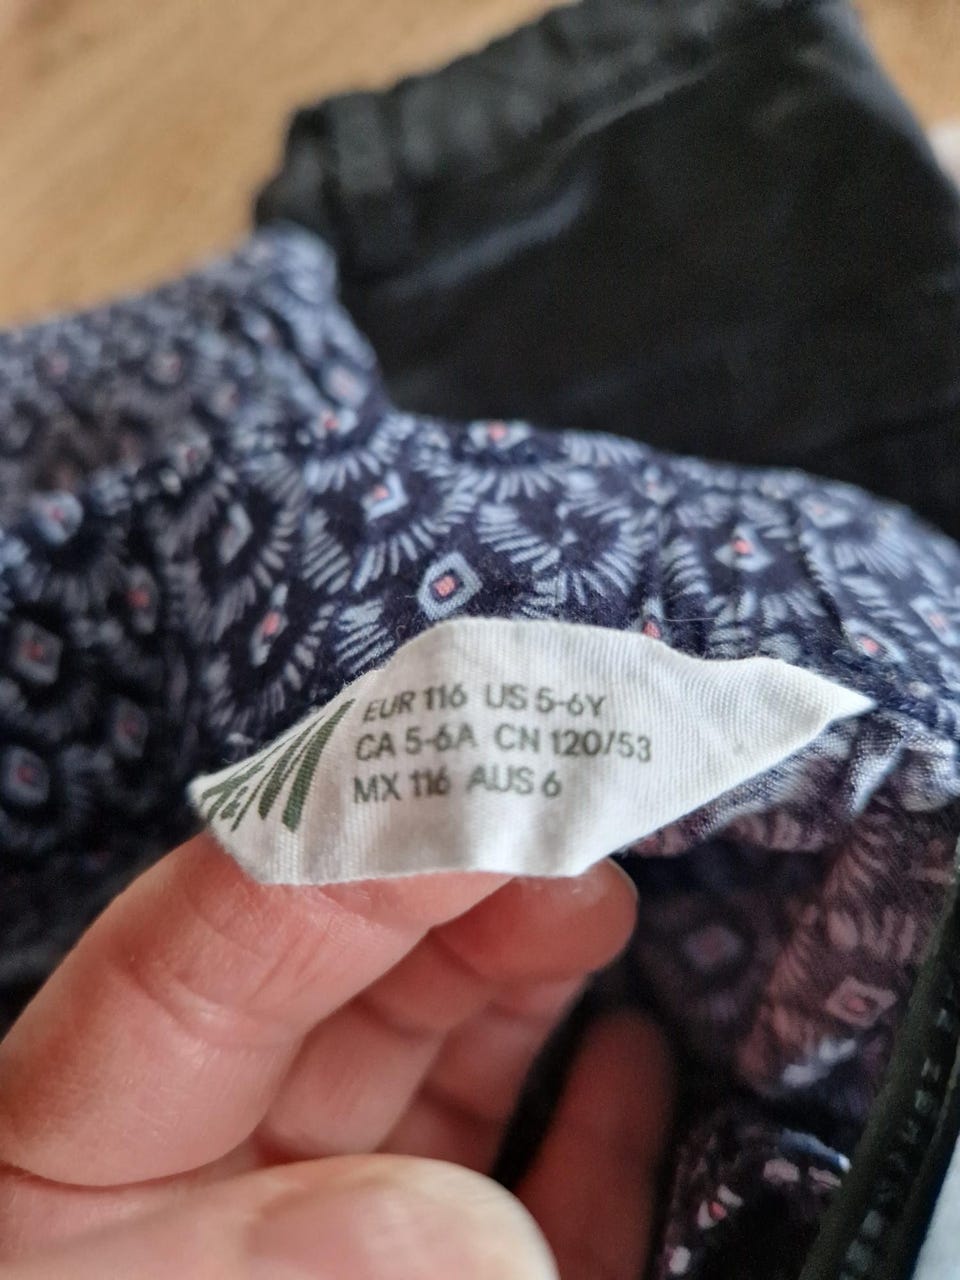 H&M
EUR 116 US 5-6Y
CA 5-6A CN 120/53
MX 116 AUS 6